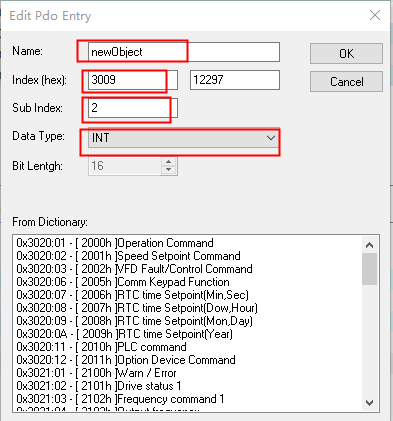 Edit Pdo Entry
Name: newObject OK
Index (hex): 3009 12297 Cancel
Sub Index: 2
Data Type: INT
Bit Lentgh: 16
From Dictionary:
0x3020:01 - [ 2000h ]Operation Command
0x3020:02 - [ 2001h ]Speed Setpoint Command
0x3020:03 - [ 2002h ]VFD Fault/Control Command
0x3020:06 - [ 2005h ]Comm Keypad Function
0x3020:07 - [ 2006h ]RTC time Setpoint(Min,Sec)
0x3020:08 - [ 2007h ]RTC time Setpoint(Dow,Hour)
0x3020:09 - [ 2008h ]RTC time Setpoint(Mon,Day)
0x3020:0A - [ 2009h ]RTC time Setpoint(Year)
0x3020:11 - [ 2010h ]PLC command
0x3020:12 - [ 2011h ]Option Device Command
0x3021:01 - [ 2100h ]Warn / Error
0x3021:02 - [ 2101h ]Drive status 1
0x3021:03 - [ 2102h ]Frequency command 1
0x3021:04 - [ 2103h ]Output frequency